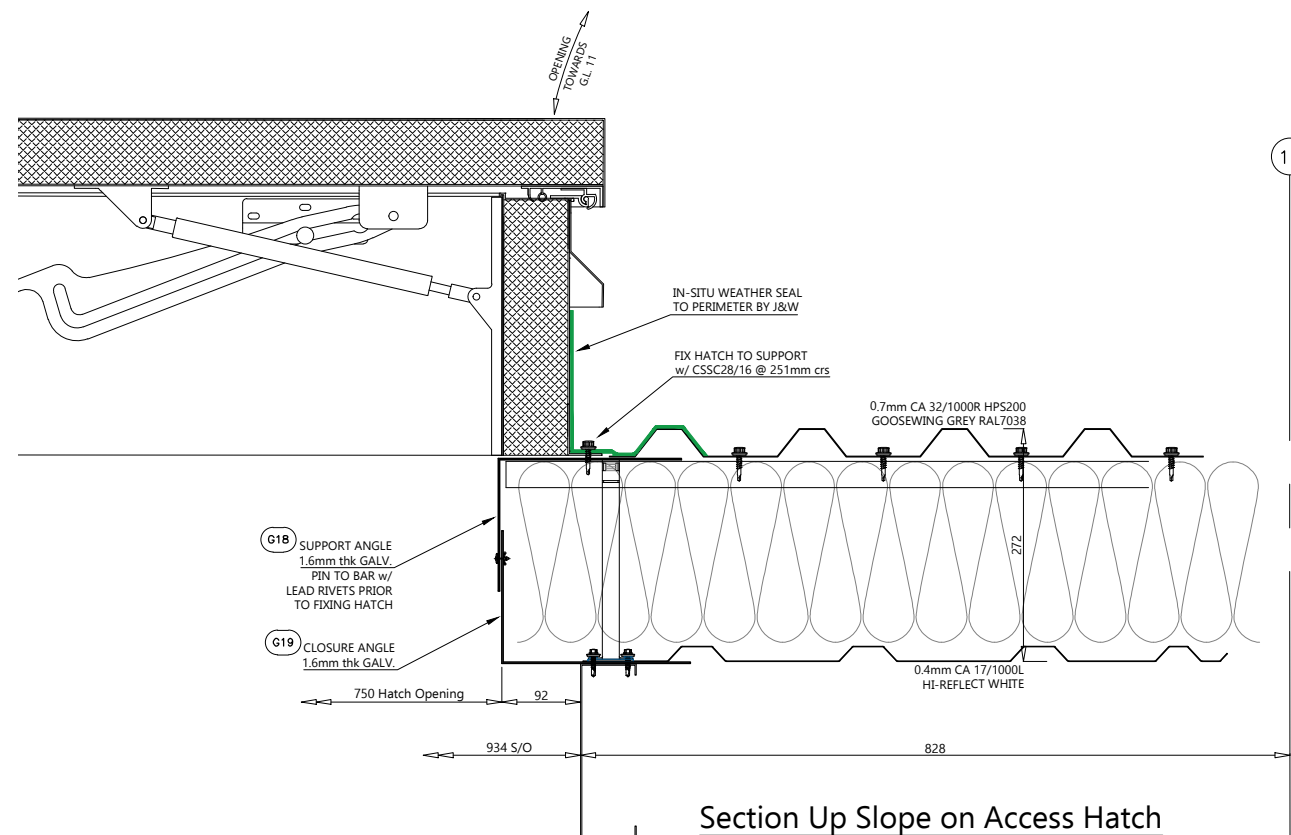 OPENING
TOWARDS
G.L. 11
1
IN-SITU WEATHER SEAL
TO PERIMETER BY J&W
FIX HATCH TO SUPPORT
w/ CSSC28/16 @ 251mm crs
0.7mm CA 32/1000R HPS200
GOOSEWING GREY RAL7038
G18
SUPPORT ANGLE
1.6mm thk GALV.
PIN TO BAR w/
LEAD RIVETS PRIOR
TO FIXING HATCH
272
G19
CLOSURE ANGLE
1.6mm thk GALV.
0.4mm CA 17/1000L
HI-REFLECT WHITE
750 Hatch Opening
92
934 S/O
828
Section Up Slope on Access Hatch